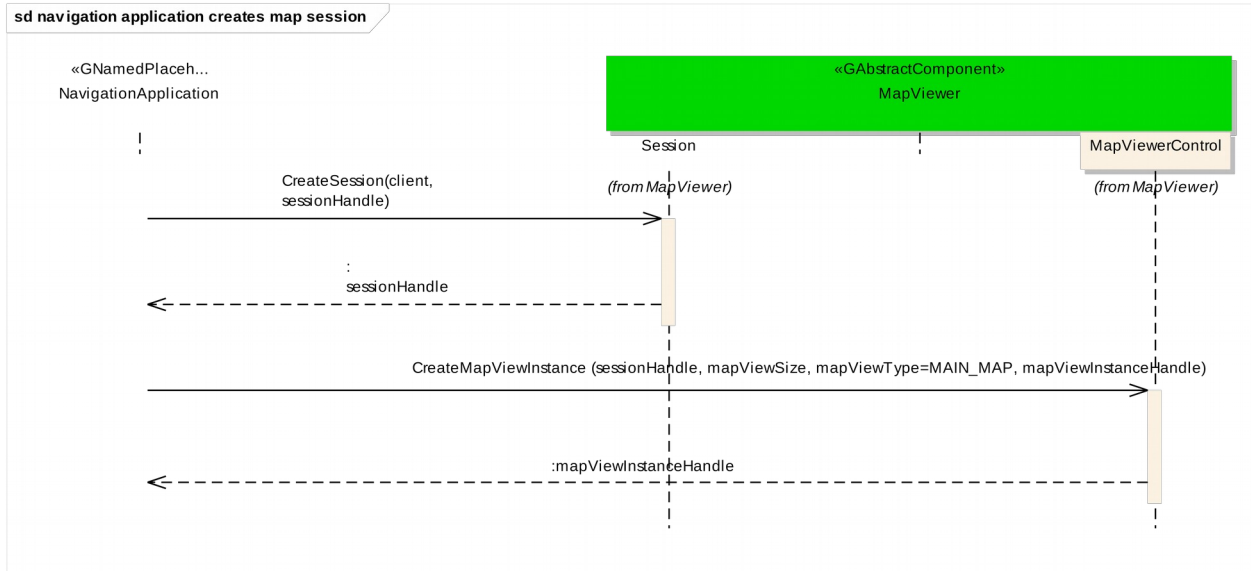 sd navigation application creates map session
«GNamedPlaceh...
NavigationApplication
«GAbstractComponent»
MapViewer
Session
MapViewerControl
(from MapViewer)
(from MapViewer)
CreateSession(client,
sessionHandle)
:
sessionHandle
CreateMapViewInstance (sessionHandle, mapViewSize, mapViewType=MAIN_MAP, mapViewInstanceHandle)
:mapViewInstanceHandle